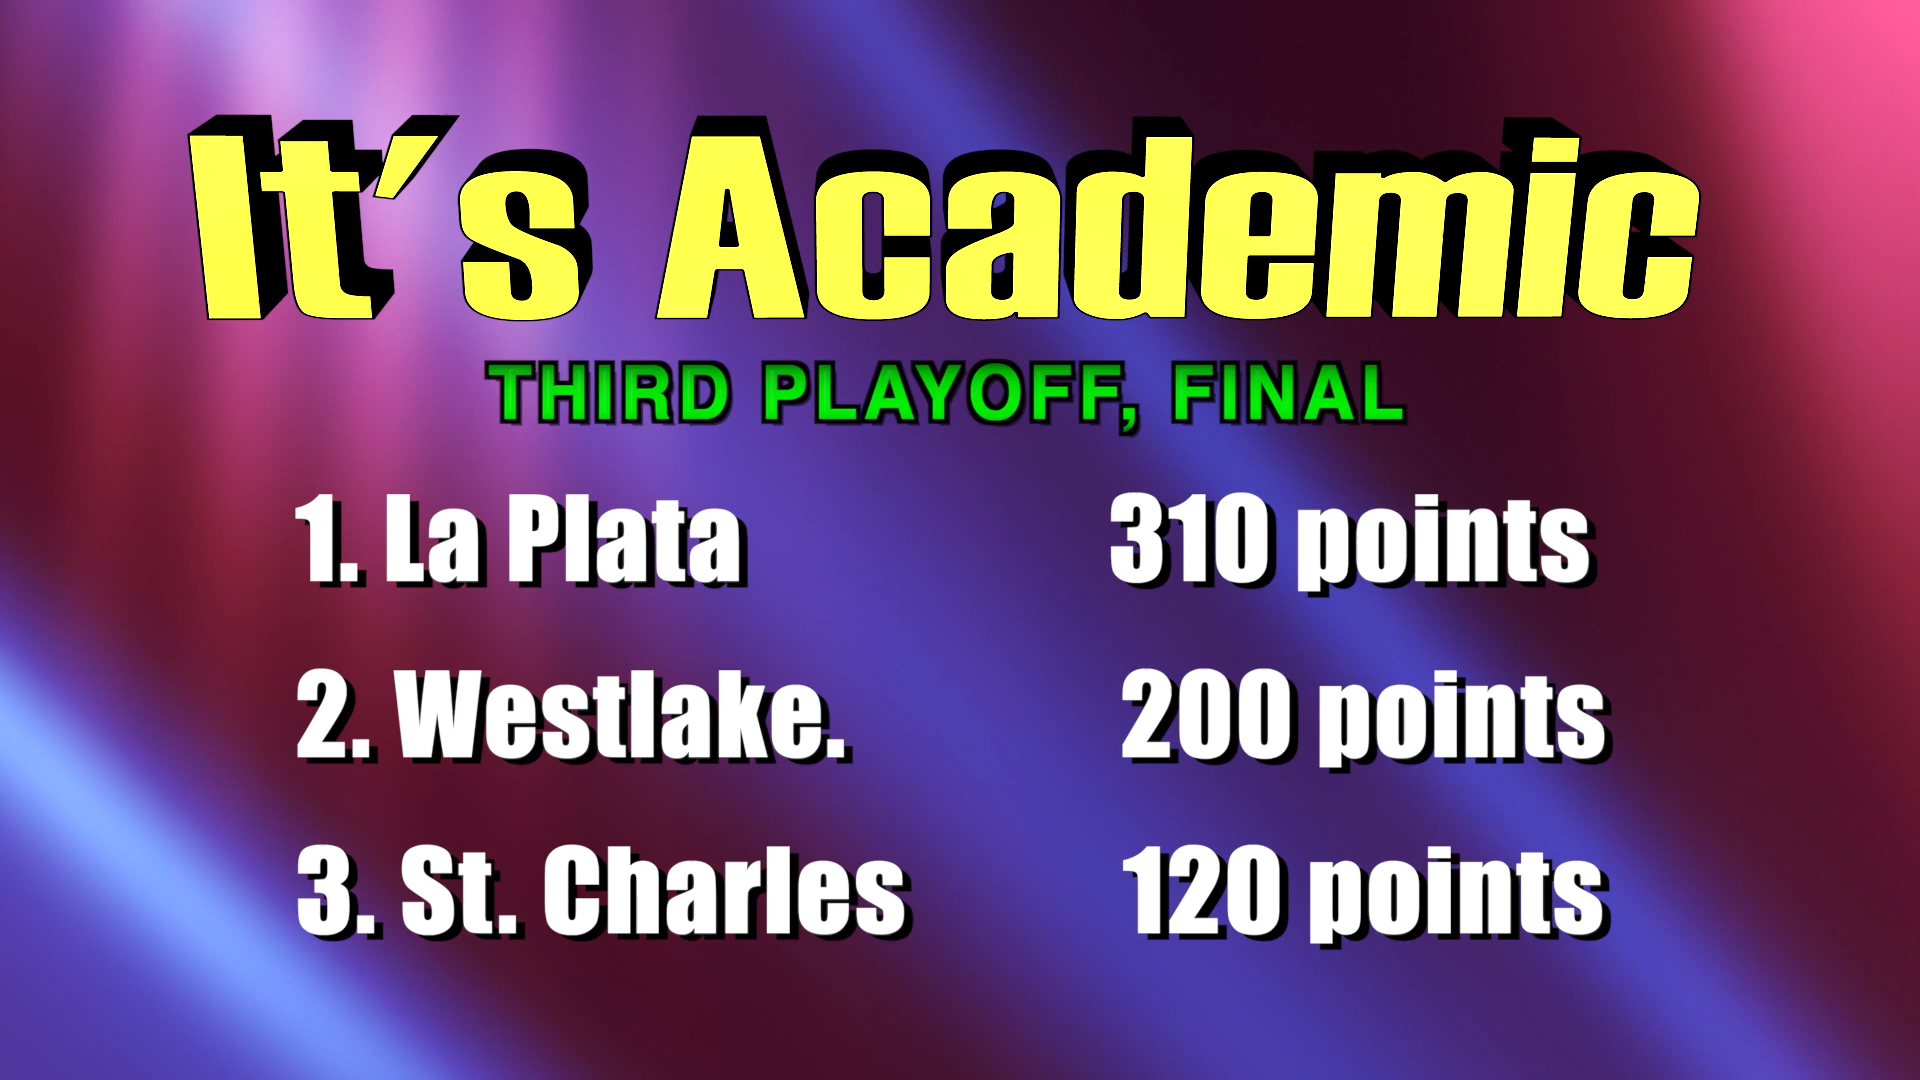 It's Academic
THIRD PLAYOFF, FINAL
1. La Plata 310 points
2. Westlake. 200 points
3. St. Charles 120 points